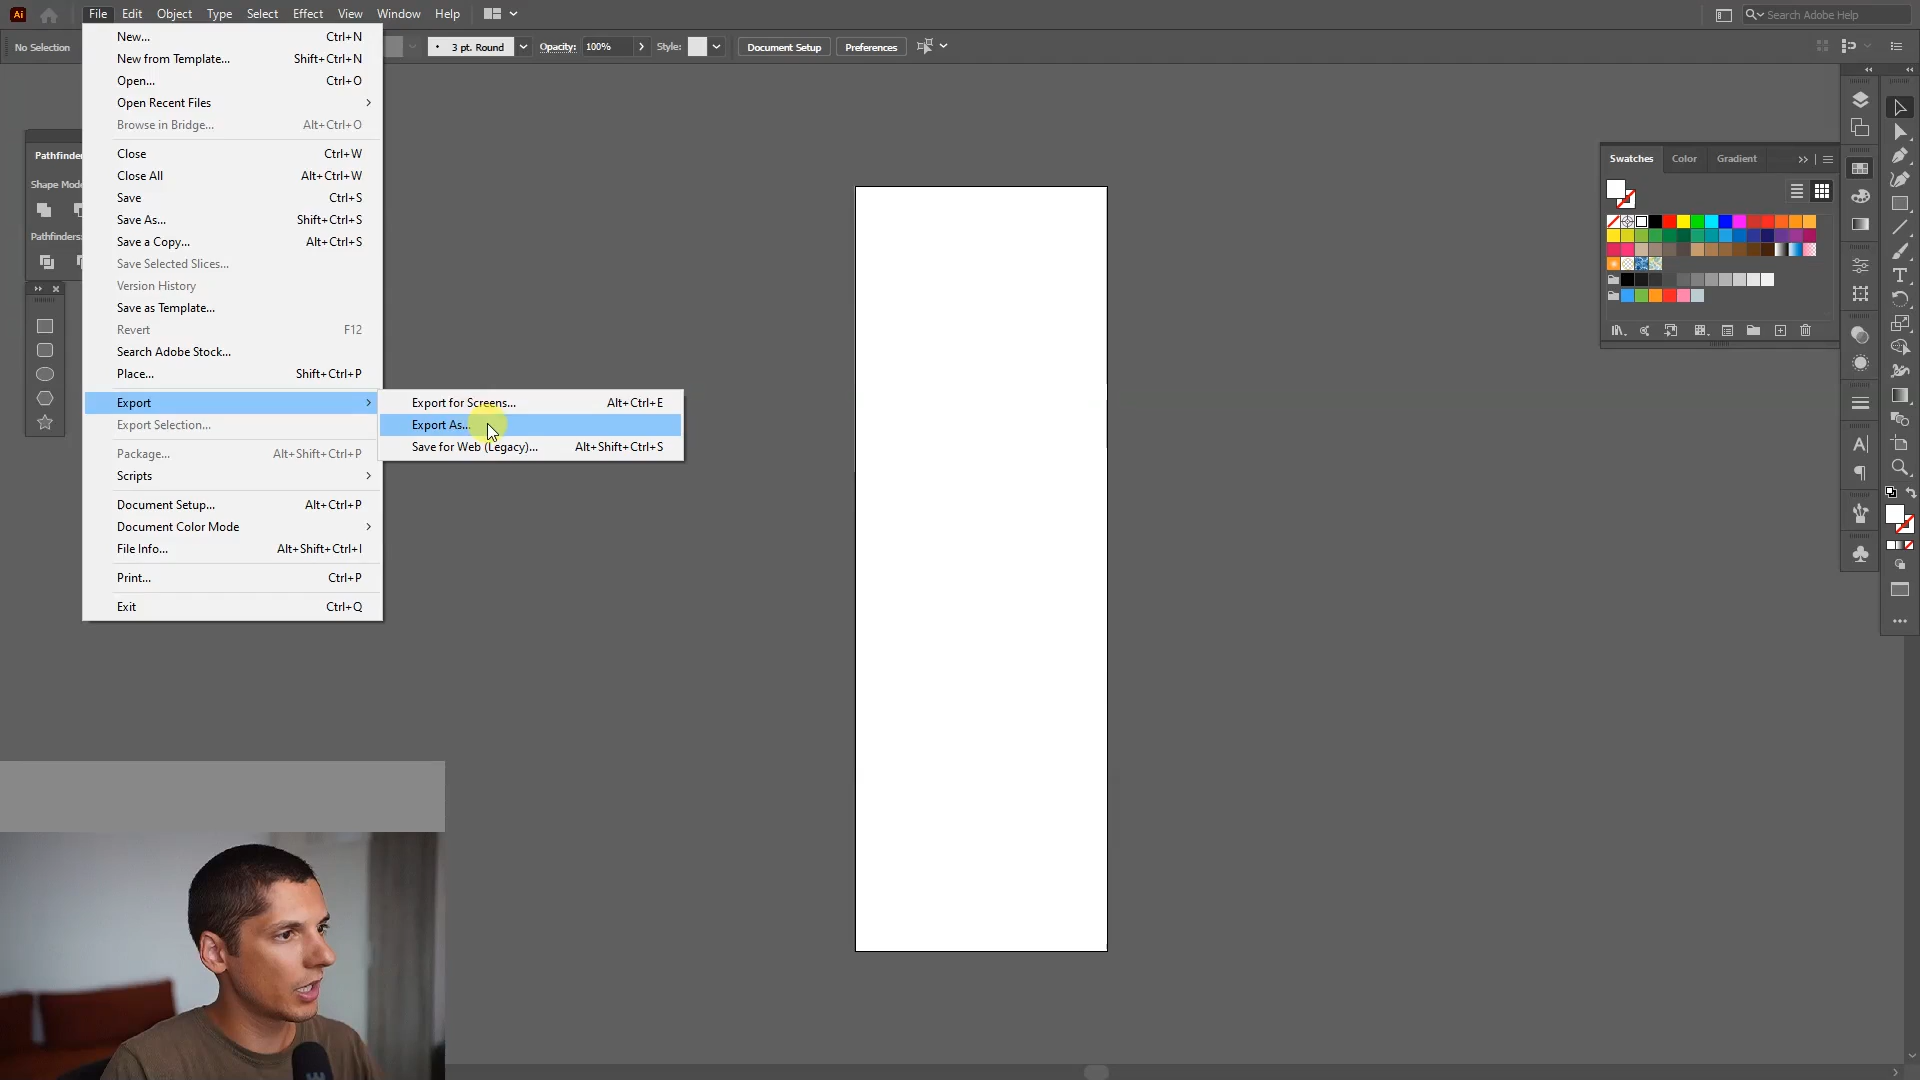 Ai File Edit Object Type Select Effect View Window Help Search Adobe Help
No Selection 3 pt. Round Opacity: 100% Style: Document Setup Preferences
New... Ctrl+N
New from Template... Shift+Ctrl+N
Open... Ctrl+O
Open Recent Files
Browse in Bridge... Alt+Ctrl+O
Close Ctrl+W
Close All Alt+Ctrl+W
Save Ctrl+S
Save As... Shift+Ctrl+S
Save a Copy... Alt+Ctrl+S
Save Selected Slices...
Version History
Save as Template...
Revert F12
Search Adobe Stock...
Place... Shift+Ctrl+P
Export
Export Selection...
Package... Alt+Shift+Ctrl+P
Scripts
Document Setup... Alt+Ctrl+P
Document Color Mode
File Info... Alt+Shift+Ctrl+I
Print... Ctrl+P
Exit Ctrl+Q
Export for Screens... Alt+Ctrl+E
Export As...
Save for Web (Legacy)... Alt+Shift+Ctrl+S
Pathfinder
Shape Mode
Pathfinders
Swatches Color Gradient